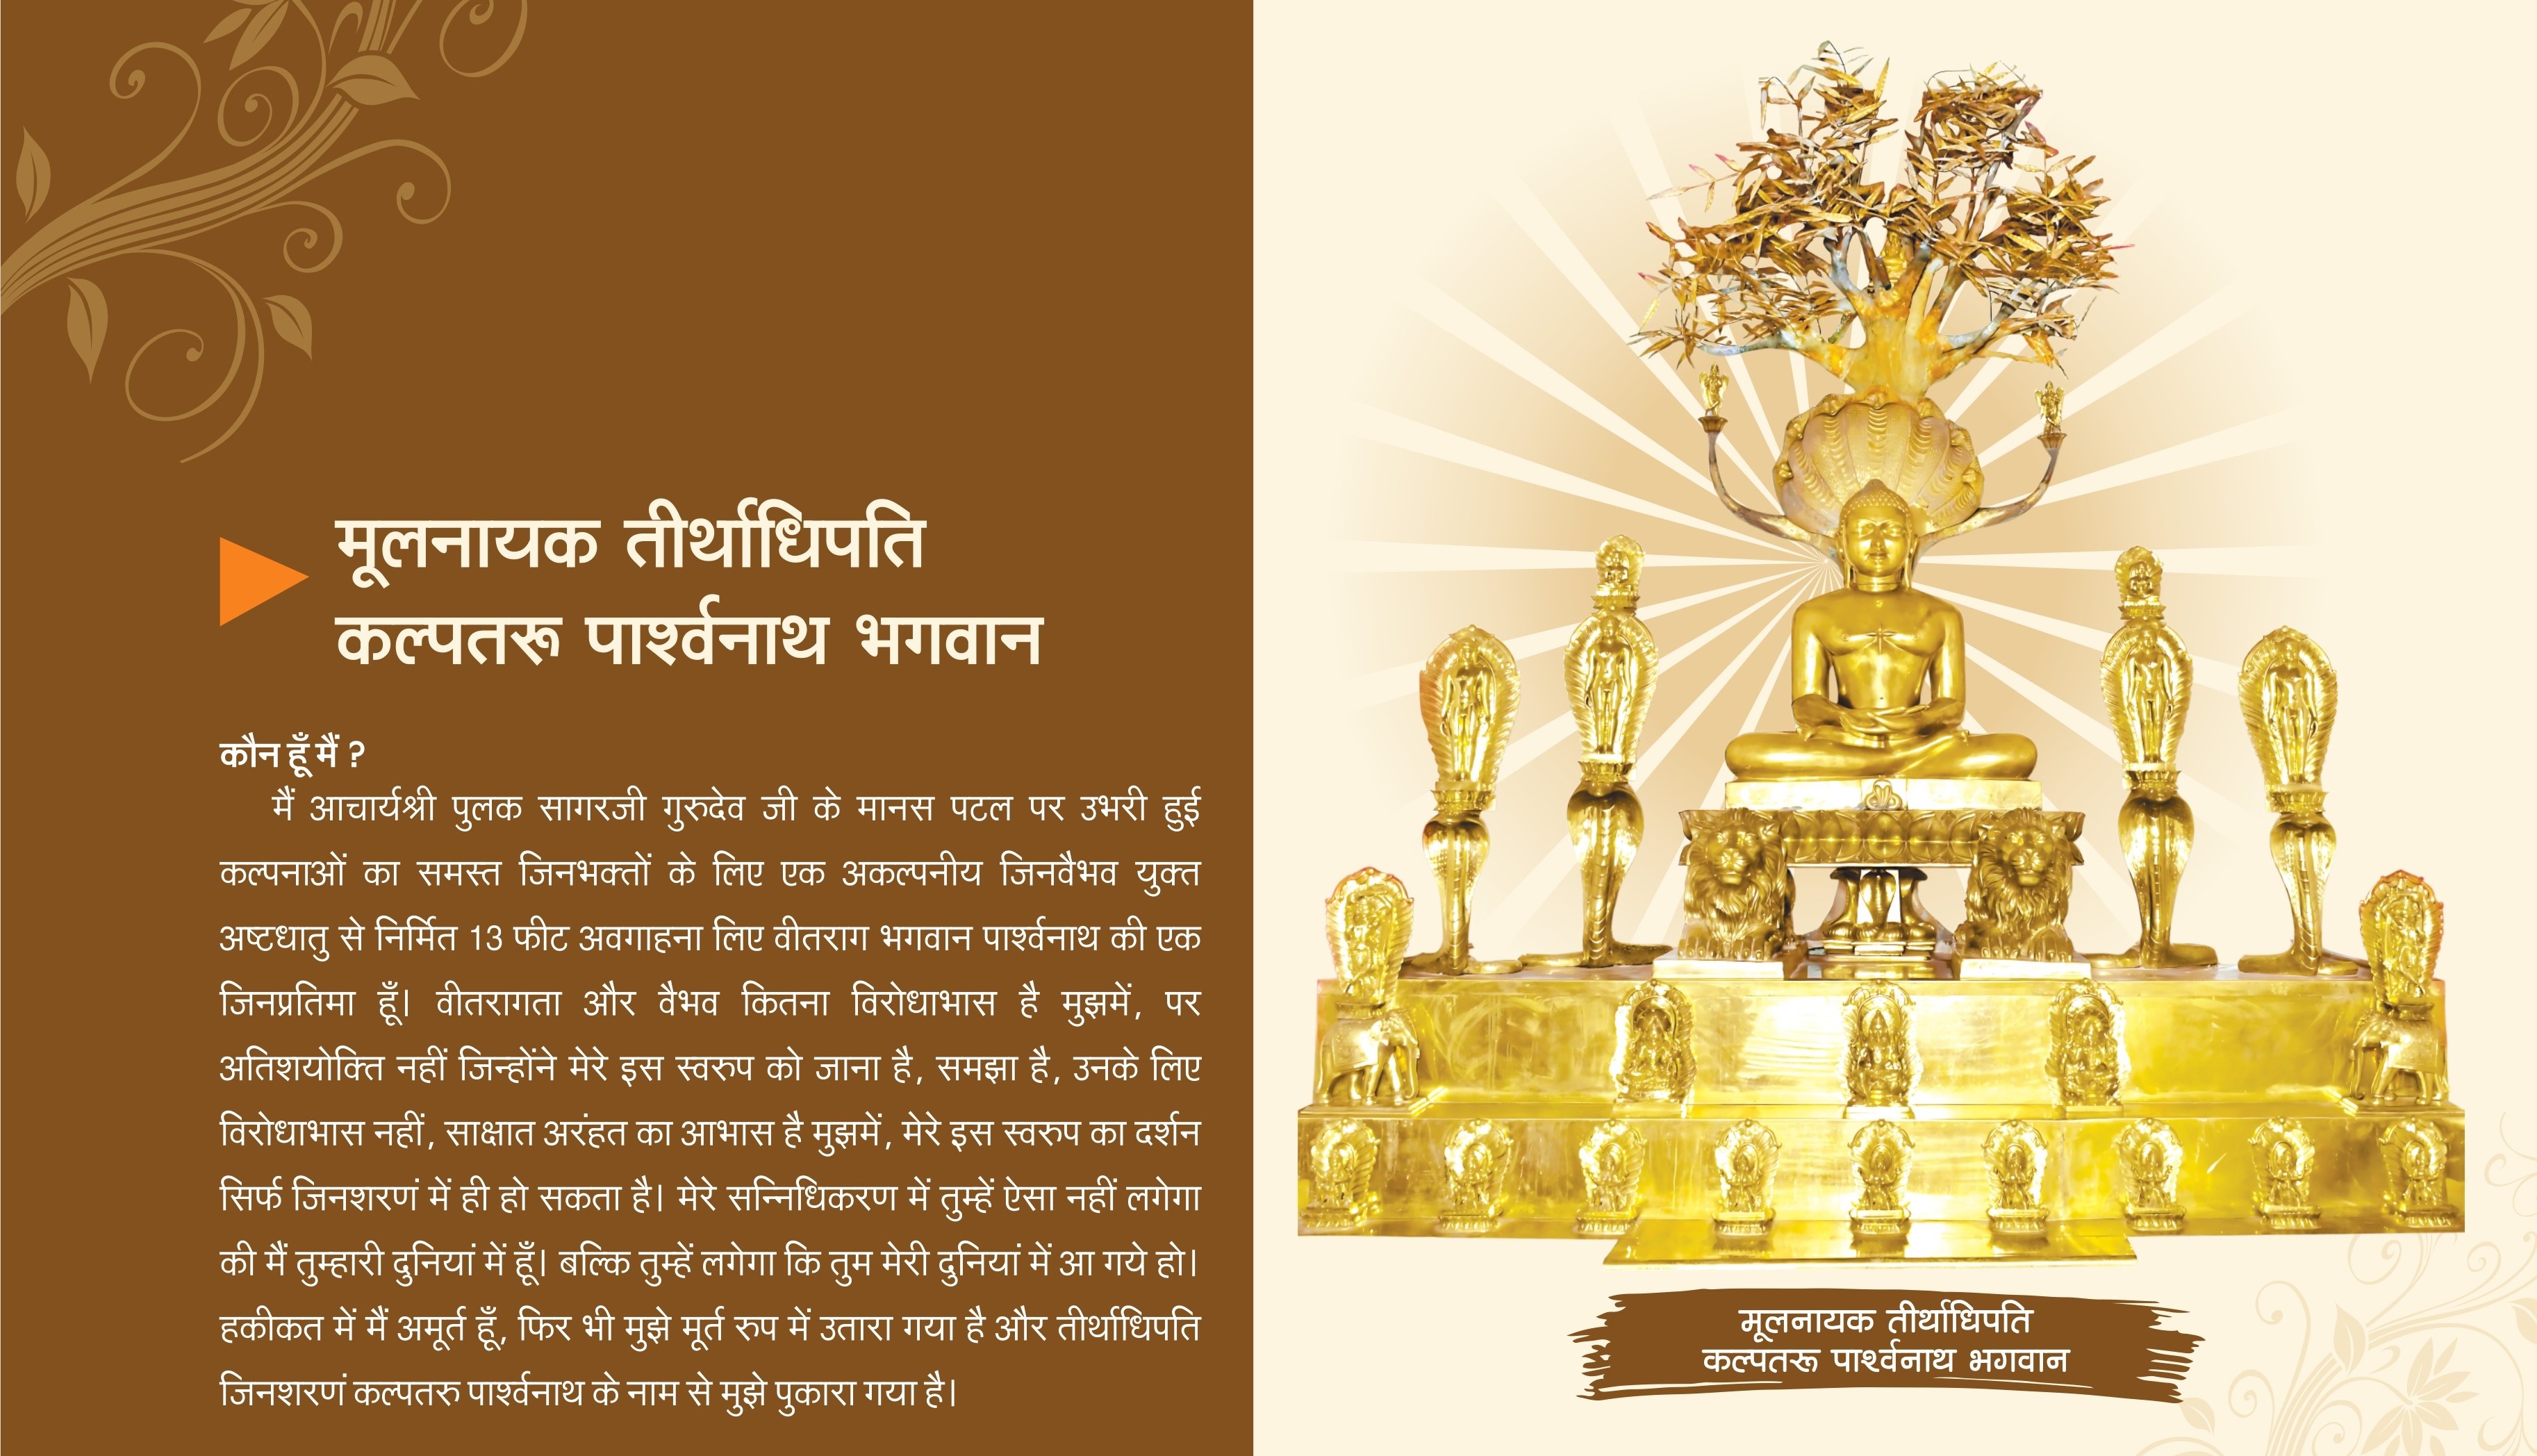 मूलनायक तीर्थाधिपति
कल्पतरू पार्श्वनाथ भगवान
कौन हूँ मैं ?
मैं आचार्यश्री पुलक सागरजी गुरुदेव जी के मानस पटल पर उभरी हुई
कल्पनाओं का समस्त जिनभक्तों के लिए एक अकल्पनीय जिनवैभव युक्त
अष्टधातु से निर्मित 13 फीट अवगाहना लिए वीतराग भगवान पार्श्वनाथ की एक
जिनप्रतिमा हूँ। वीतरागता और वैभव कितना विरोधाभास है मुझमें, पर
अतिशयोक्ति नहीं जिन्होंने मेरे इस स्वरुप को जाना है, समझा है, उनके लिए
विरोधाभास नहीं, साक्षात अरंहत का आभास है मुझमें, मेरे इस स्वरुप का दर्शन
सिर्फ जिनशरणं में ही हो सकता है। मेरे सन्निधिकरण में तुम्हें ऐसा नहीं लगेगा
की मैं तुम्हारी दुनियां में हूँ। बल्कि तुम्हें लगेगा कि तुम मेरी दुनियां में आ गये हो।
हकीकत में मैं अमूर्त हूँ, फिर भी मुझे मूर्त रुप में उतारा गया है और तीर्थाधिपति
जिनशरणं कल्पतरु पार्श्वनाथ के नाम से मुझे पुकारा गया है।
मूलनायक तीर्थाधिपति
कल्पतरू पार्श्वनाथ भगवान